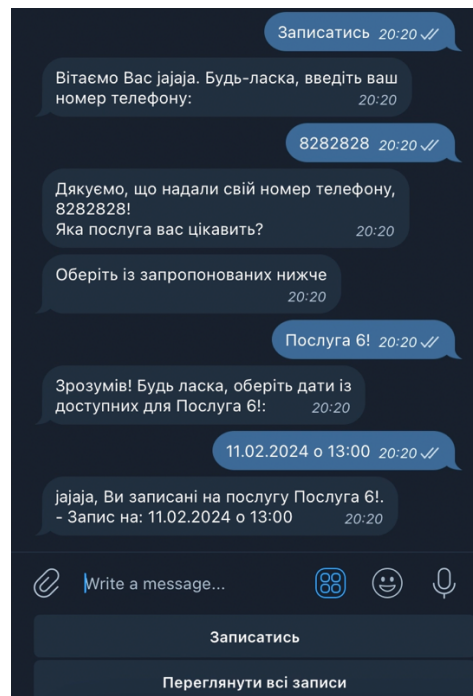 Записатись 20:20
Вітаємо Вас jajaja. Будь-ласка, введіть ваш
номер телефону: 20:20
8282828 20:20
Дякуємо, що надали свій номер телефону,
8282828!
Яка послуга вас цікавить? 20:20
Оберіть із запропонованих нижче
20:20
Послуга 6! 20:20
Зрозумів! Будь ласка, оберіть дати із
доступних для Послуга 6!: 20:20
11.02.2024 о 13:00 20:20
jajaja, Ви записані на послугу Послуга 6!.
- Запис на: 11.02.2024 о 13:00 20:20
Write a message...
Записатись
Переглянути всі записи